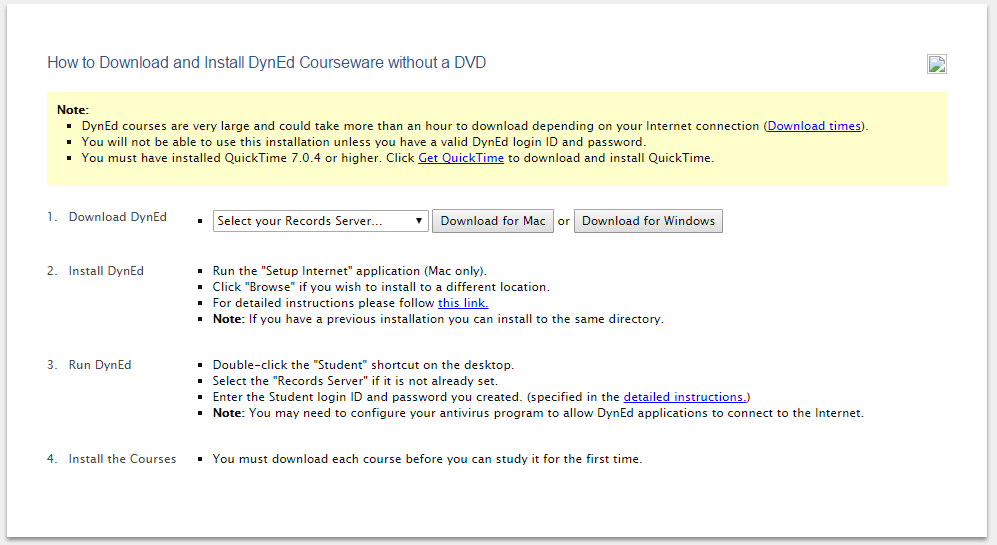 How to Download and Install DynEd Courseware without a DVD
Note:
DynEd courses are very large and could take more than an hour to download depending on your Internet connection (Download times).
You will not be able to use this installation unless you have a valid DynEd login ID and password.
You must have installed QuickTime 7.0.4 or higher. Click Get QuickTime to download and install QuickTime.
1. Download DynEd
Select your Records Server... Download for Mac or Download for Windows
2. Install DynEd
Run the "Setup Internet" application (Mac only).
Click "Browse" if you wish to install to a different location.
For detailed instructions please follow this link.
Note: If you have a previous installation you can install to the same directory.
3. Run DynEd
Double-click the "Student" shortcut on the desktop.
Select the "Records Server" if it is not already set.
Enter the Student login ID and password you created. (specified in the detailed instructions.)
Note: You may need to configure your antivirus program to allow DynEd applications to connect to the Internet.
4. Install the Courses
You must download each course before you can study it for the first time.